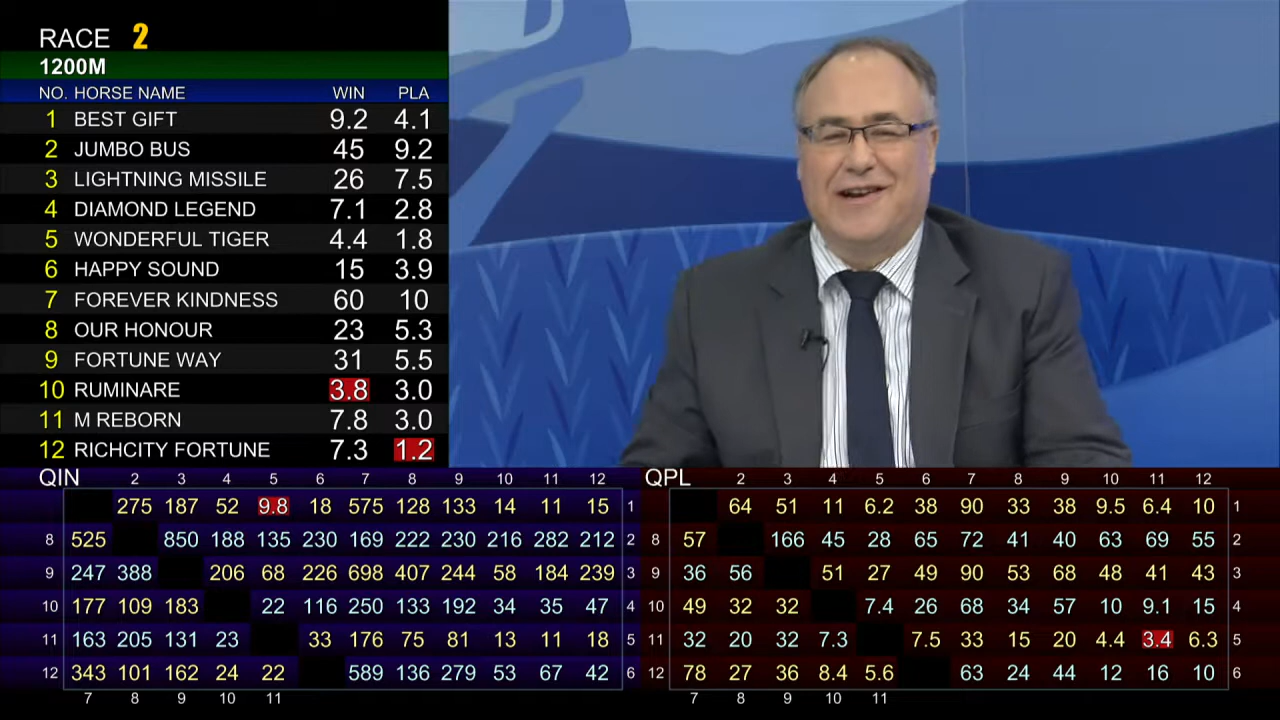 RACE 2
1200M
NO. HORSE NAME WIN PLA
1 BEST GIFT 9.2 4.1
2 JUMBO BUS 45 9.2
3 LIGHTNING MISSILE 26 7.5
4 DIAMOND LEGEND 7.1 2.8
5 WONDERFUL TIGER 4.4 1.8
6 HAPPY SOUND 15 3.9
7 FOREVER KINDNESS 60 10
8 OUR HONOUR 23 5.3
9 FORTUNE WAY 31 5.5
10 RUMINARE 3.8 3.0
11 M REBORN 7.8 3.0
12 RICHCITY FORTUNE 7.3 1.2
QIN 2 3 4 5 6 7 8 9 10 11 12
275 187 52 9.8 18 575 128 133 14 11 15 1
8 525 850 188 135 230 169 222 230 216 282 212 2
9 247 388 206 68 226 698 407 244 58 184 239 3
10 177 109 183 22 116 250 133 192 34 35 47 4
11 163 205 131 23 33 176 75 81 13 11 18 5
12 343 101 162 24 22 589 136 279 53 67 42 6
7 8 9 10 11
QPL 2 3 4 5 6 7 8 9 10 11 12
64 51 11 6.2 38 90 33 38 9.5 6.4 10 1
8 57 166 45 28 65 72 41 40 63 69 55 2
9 36 56 51 27 49 90 53 68 48 41 43 3
10 49 32 32 7.4 26 68 34 57 10 9.1 15 4
11 32 20 32 7.3 7.5 33 15 20 4.4 3.4 6.3 5
12 78 27 36 8.4 5.6 63 24 44 12 16 10 6
7 8 9 10 11